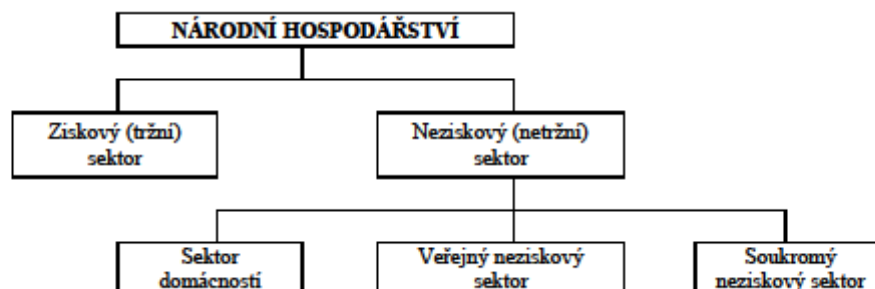 NÁRODNÍ HOSPODÁŘSTVÍ
Ziskový (tržní)
sektor
Neziskový (netržní)
sektor
Sektor
domácností
Veřejný neziskový
sektor
Soukromý
neziskový sektor